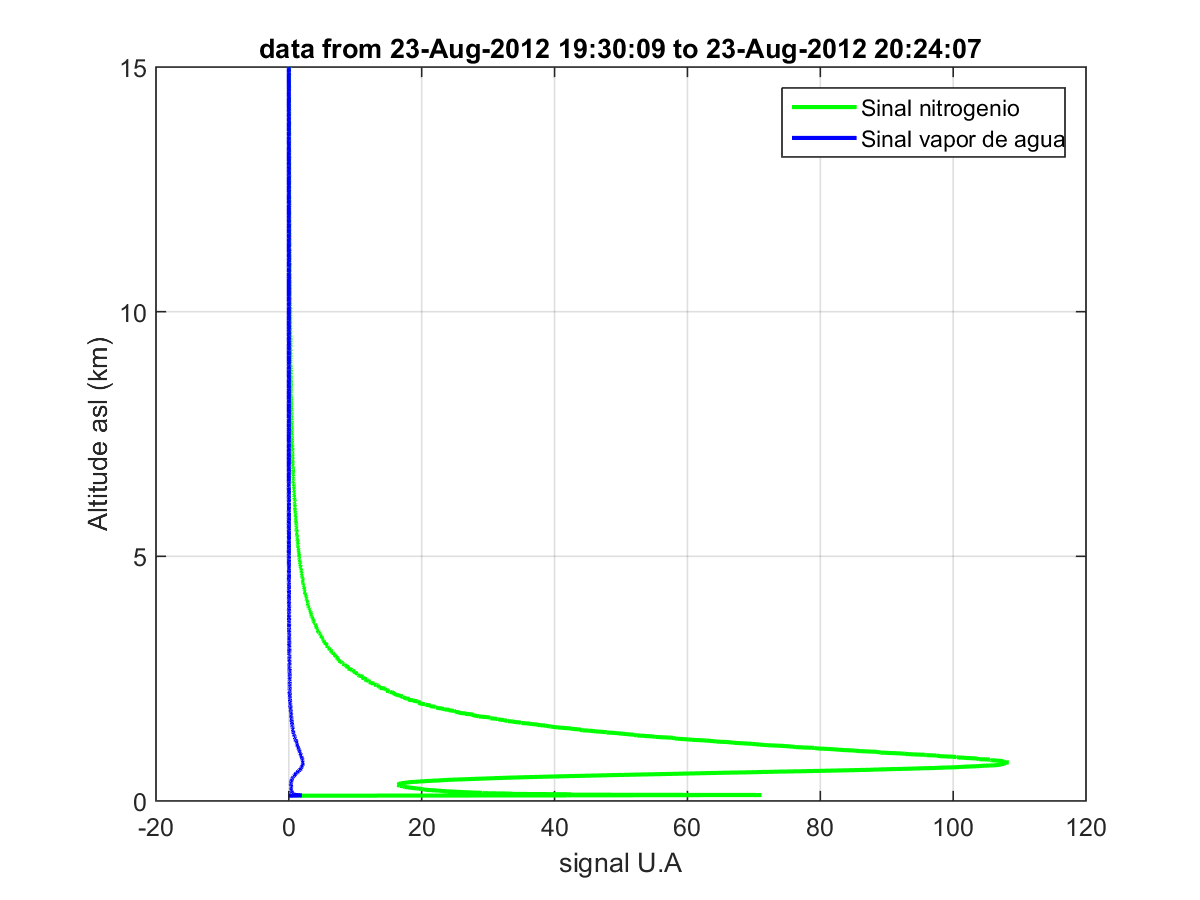 data from 23-Aug-2012 19:30:09 to 23-Aug-2012 20:24:07
15
Sinal nitrogenio
Sinal vapor de agua
10
Altitude asl (km)
5
0
-20 0 20 40 60 80 100 120
signal U.A